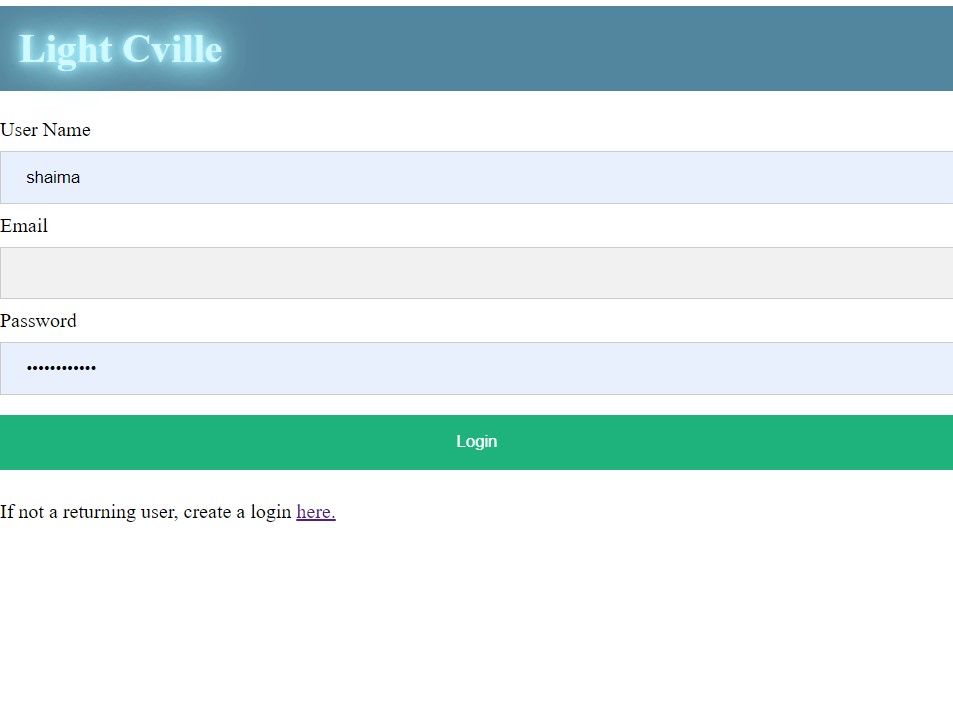 Light Cville
User Name
shaima
Email
Password
••••••••••••
Login
If not a returning user, create a login here.